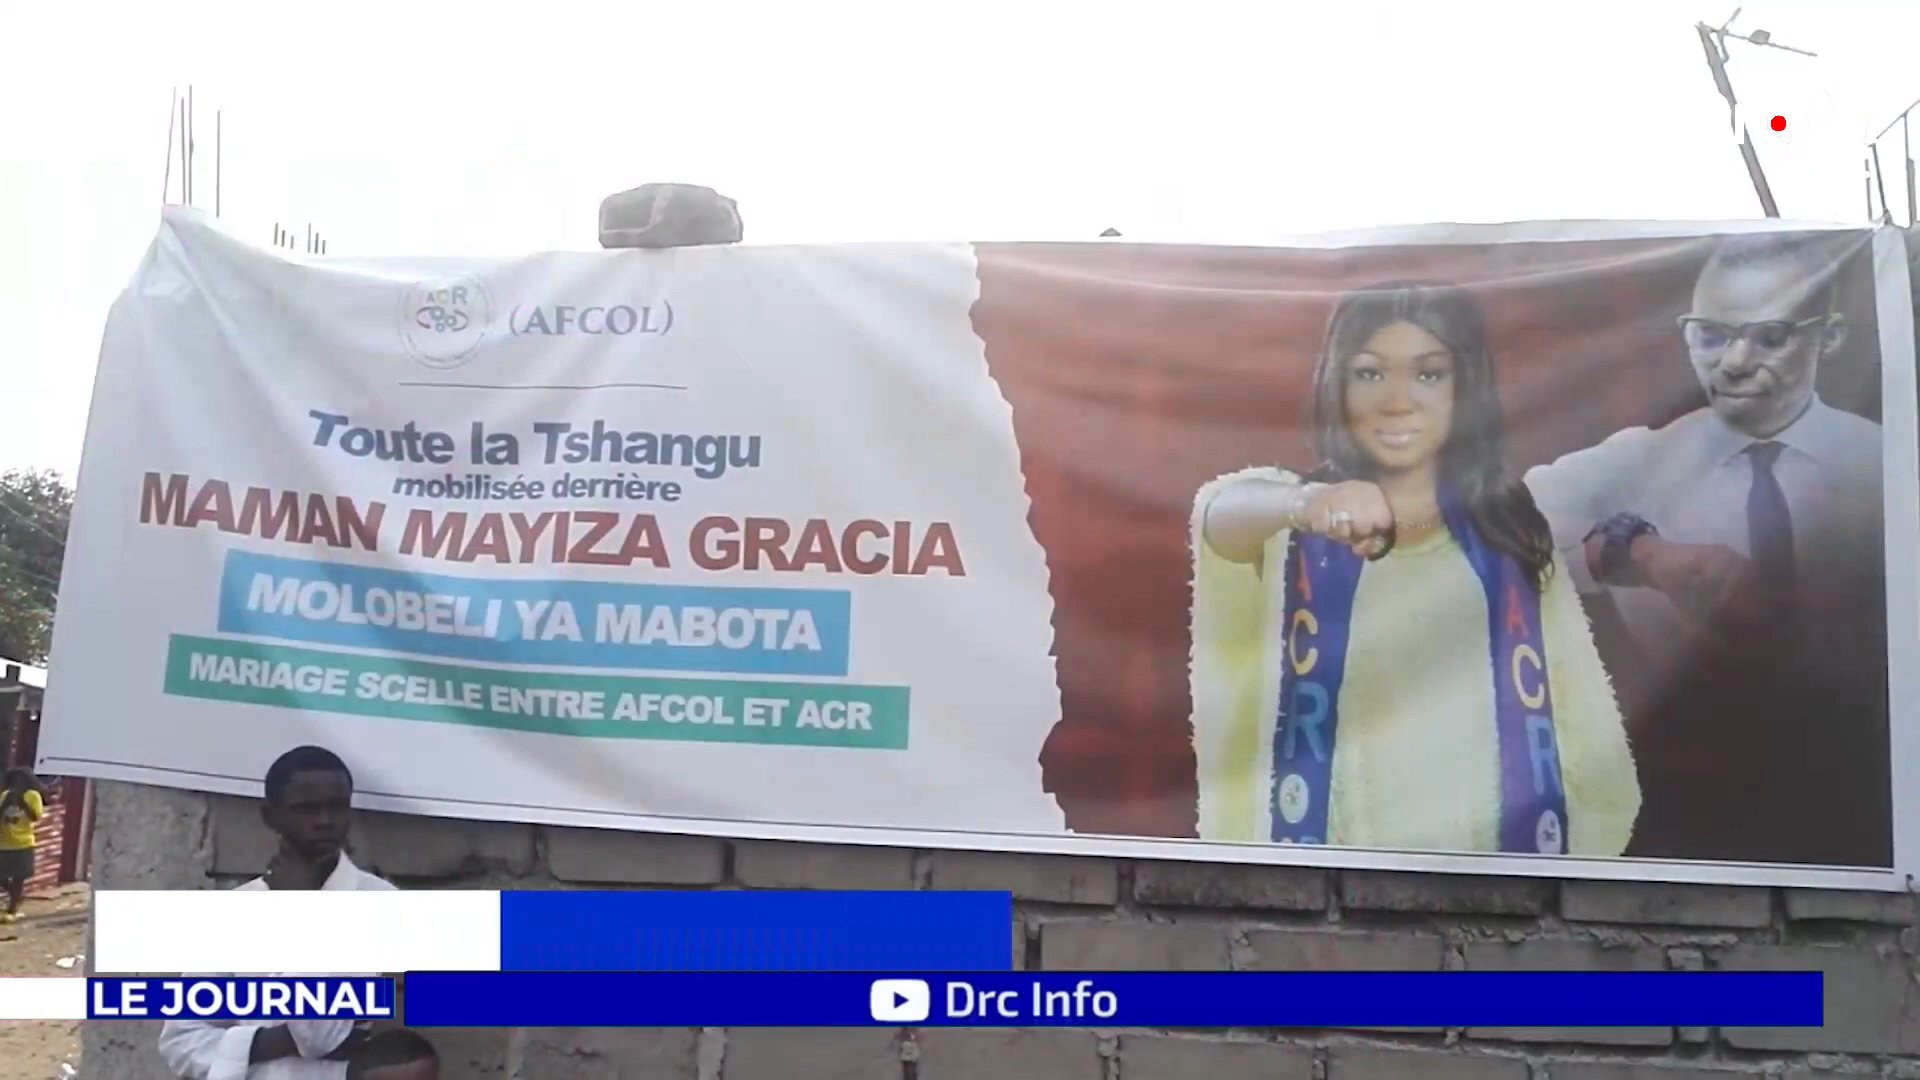 ACR
(AFCOL)
Toute la Tshangu
mobilisée derrière
MAMAN MAYIZA GRACIA
MOLOBELI YA MABOTA
MARIAGE SCELLE ENTRE AFCOL ET ACR
ACR
ACR
LE JOURNAL
Drc Info